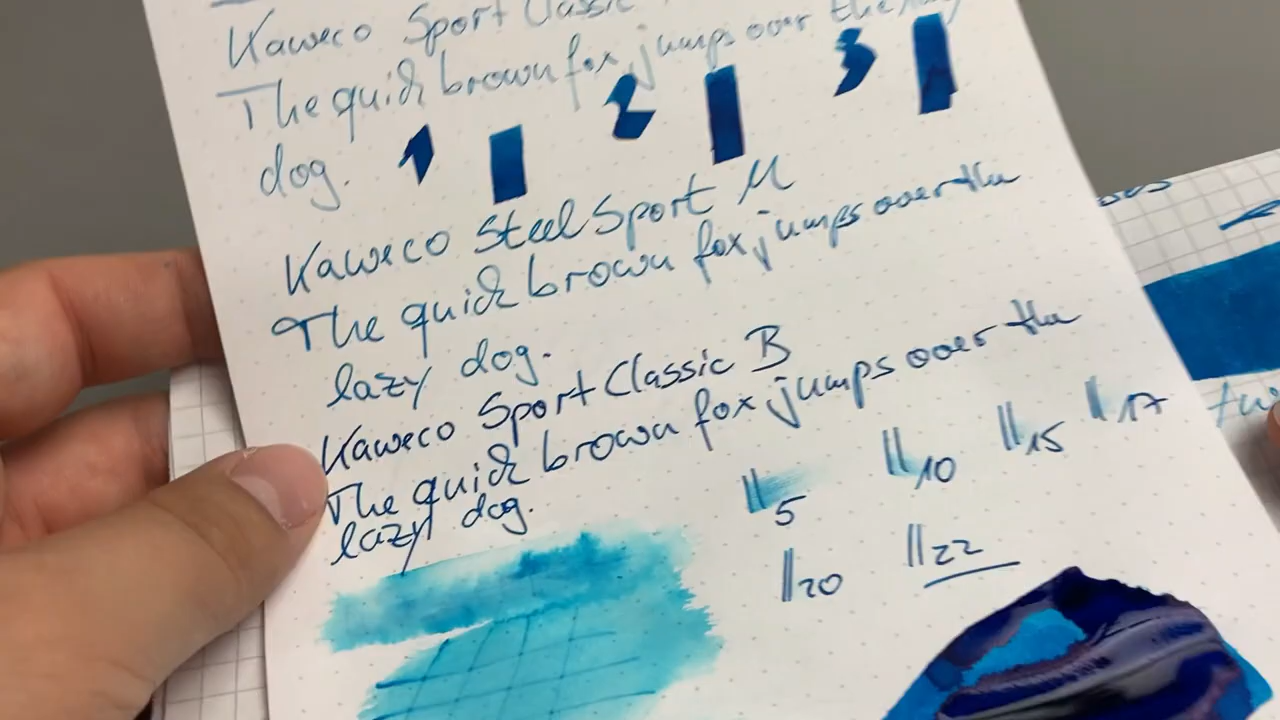 Kaweco Sport Classic
The quick brown fox jumps over the lazy
dog.
1 2 3
Kaweco Steel Sport M
The quick brown fox jumps over the
lazy dog.
Kaweco Sport Classic B
The quick brown fox jumps over the
lazy dog.
5 10 15 17
20 22